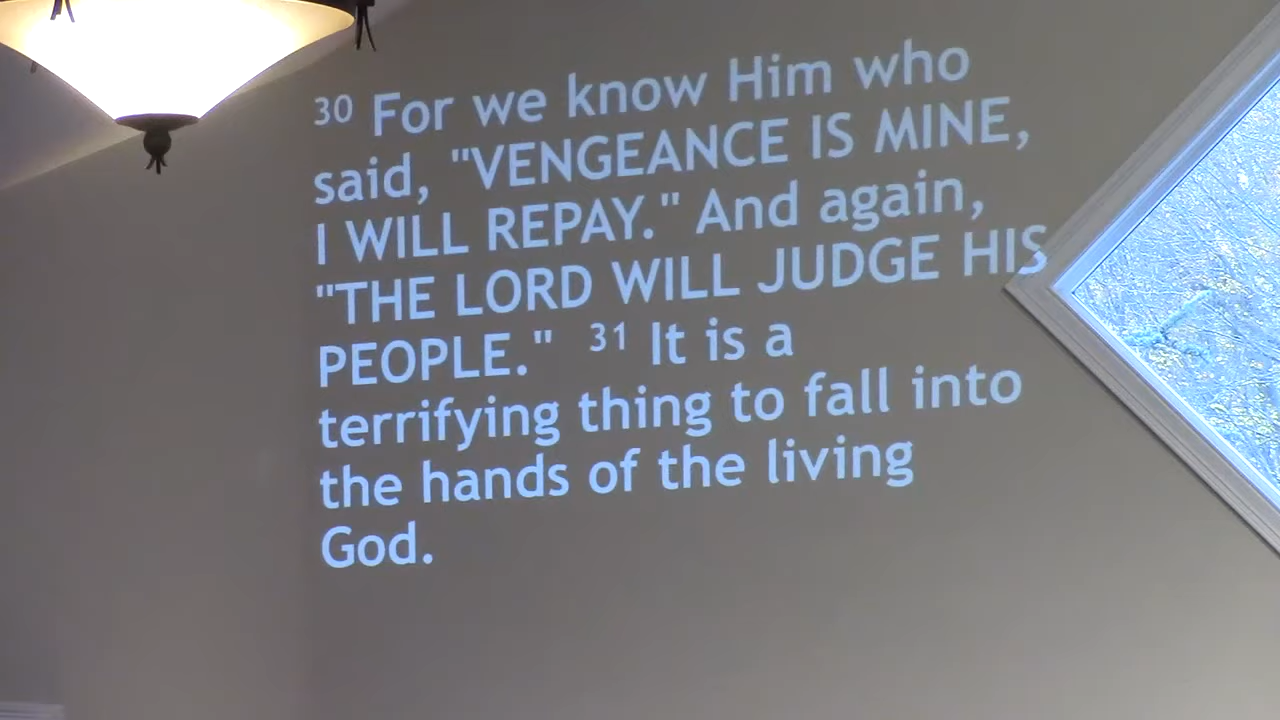 30 For we know Him who
said, "VENGEANCE IS MINE,
I WILL REPAY." And again,
"THE LORD WILL JUDGE HIS
PEOPLE." 31 It is a
terrifying thing to fall into
the hands of the living
God.